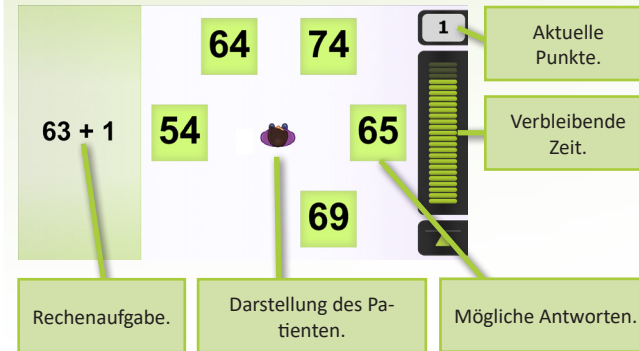 1
Aktuelle
Punkte.
64 74
63 + 1 54 65
Verbleibende
Zeit.
69
Rechenaufgabe.
Darstellung des Pa-
tienten.
Mögliche Antworten.